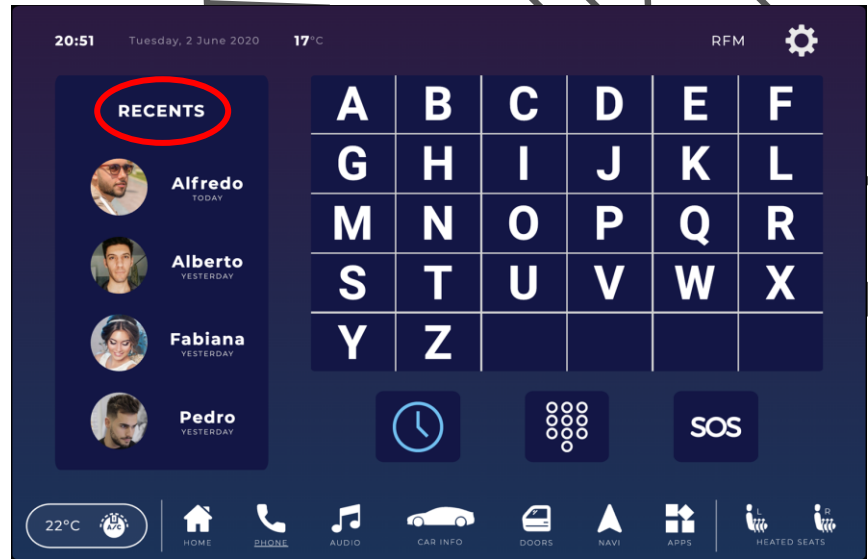 20:51 Tuesday, 2 June 2020 17°C RFM
RECENTS
Alfredo
TODAY
Alberto
YESTERDAY
Fabiana
YESTERDAY
Pedro
YESTERDAY
A B C D E F
G H I J K L
M N O P Q R
S T U V W X
Y Z
SOS
22°C A/C
HOME PHONE AUDIO CAR INFO DOORS NAVI APPS L R HEATED SEATS